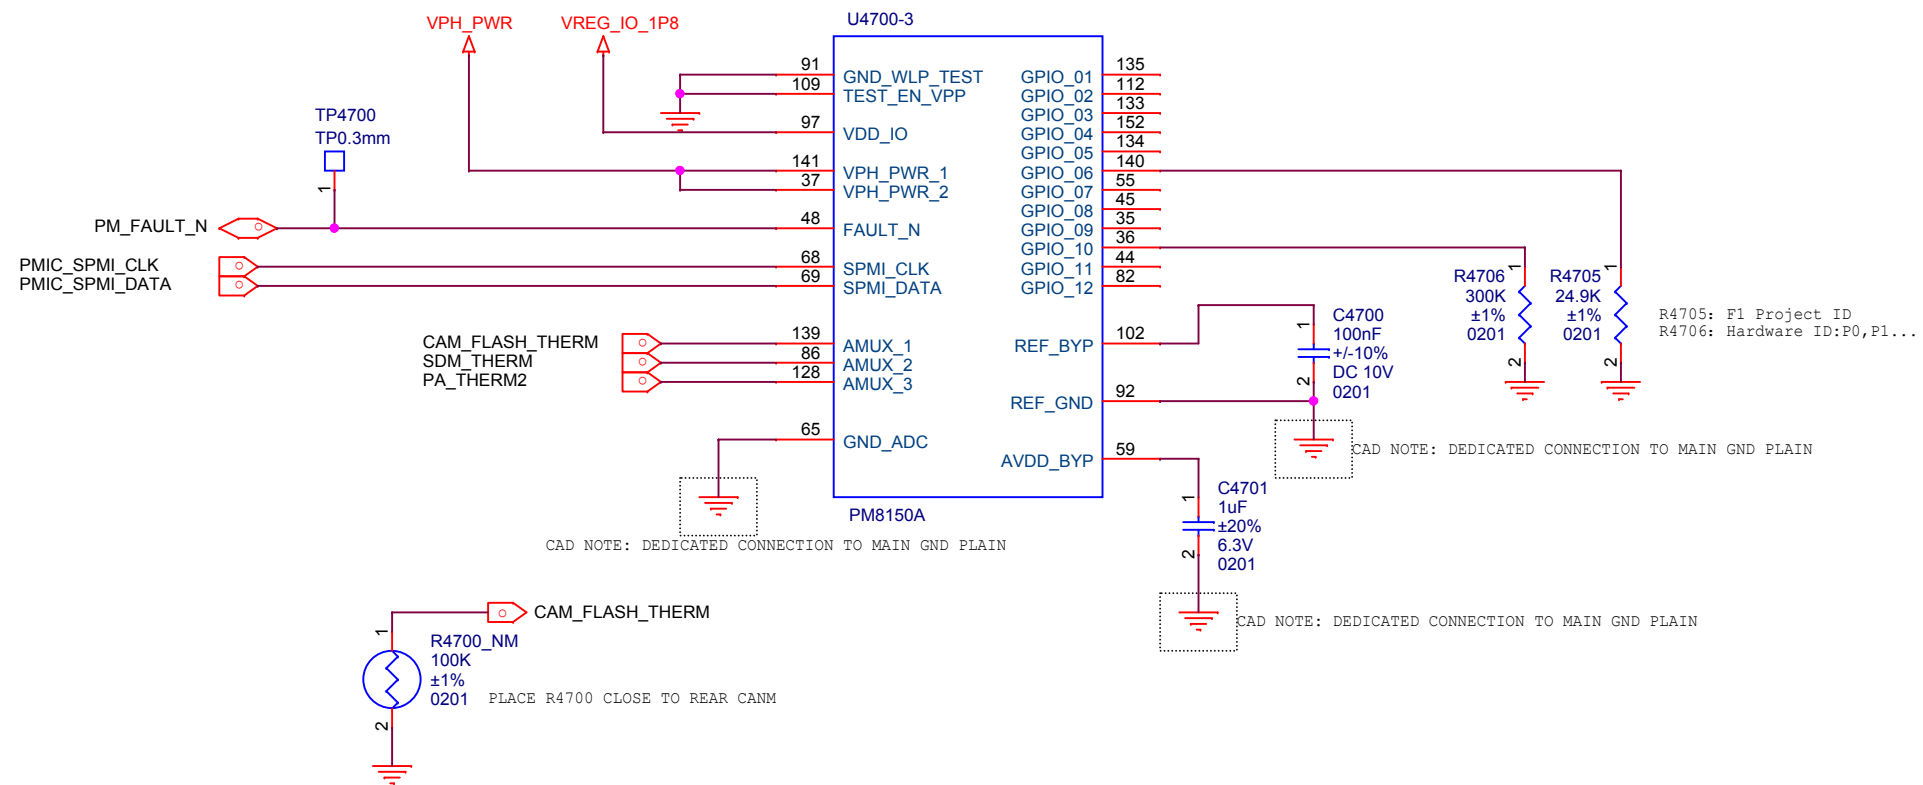 U4700-3
VPH_PWR
VREG_IO_1P8
91
109
97
141
37
48
68
69
139
86
128
65
GND_WLP_TEST
TEST_EN_VPP
VDD_IO
VPH_PWR_1
VPH_PWR_2
FAULT_N
SPMI_CLK
SPMI_DATA
AMUX_1
AMUX_2
AMUX_3
GND_ADC
GPIO_01
GPIO_02
GPIO_03
GPIO_04
GPIO_05
GPIO_06
GPIO_07
GPIO_08
GPIO_09
GPIO_10
GPIO_11
GPIO_12
REF_BYP
REF_GND
AVDD_BYP
135
112
133
152
134
140
55
45
35
36
44
82
102
92
59
PM8150A
TP4700
TP0.3mm
1
PM_FAULT_N
PMIC_SPMI_CLK
PMIC_SPMI_DATA
CAM_FLASH_THERM
SDM_THERM
PA_THERM2
CAD NOTE: DEDICATED CONNECTION TO MAIN GND PLAIN
R4706
300K
±1%
0201
1
2
R4705
24.9K
±1%
0201
1
2
R4705: F1 Project ID
R4706: Hardware ID:P0,P1...
C4700
100nF
+/-10%
DC 10V
0201
1
2
CAD NOTE: DEDICATED CONNECTION TO MAIN GND PLAIN
C4701
1uF
±20%
6.3V
0201
1
2
CAD NOTE: DEDICATED CONNECTION TO MAIN GND PLAIN
CAM_FLASH_THERM
R4700_NM
100K
±1%
0201
1
2
PLACE R4700 CLOSE TO REAR CANM